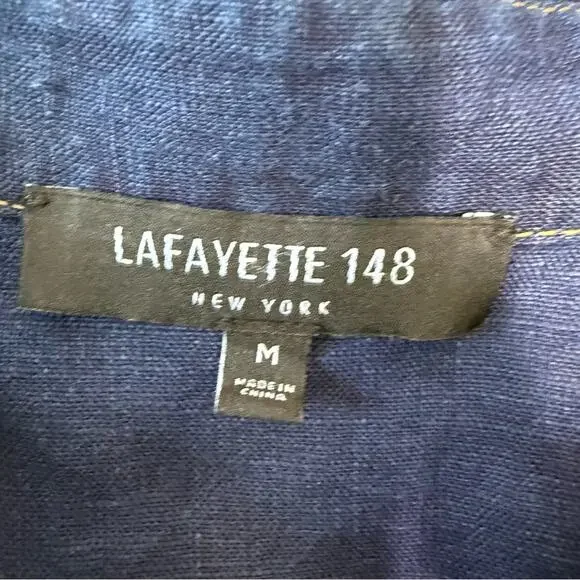 LAFAYETTE 148
NEW YORK
M
MADE IN
CHINA